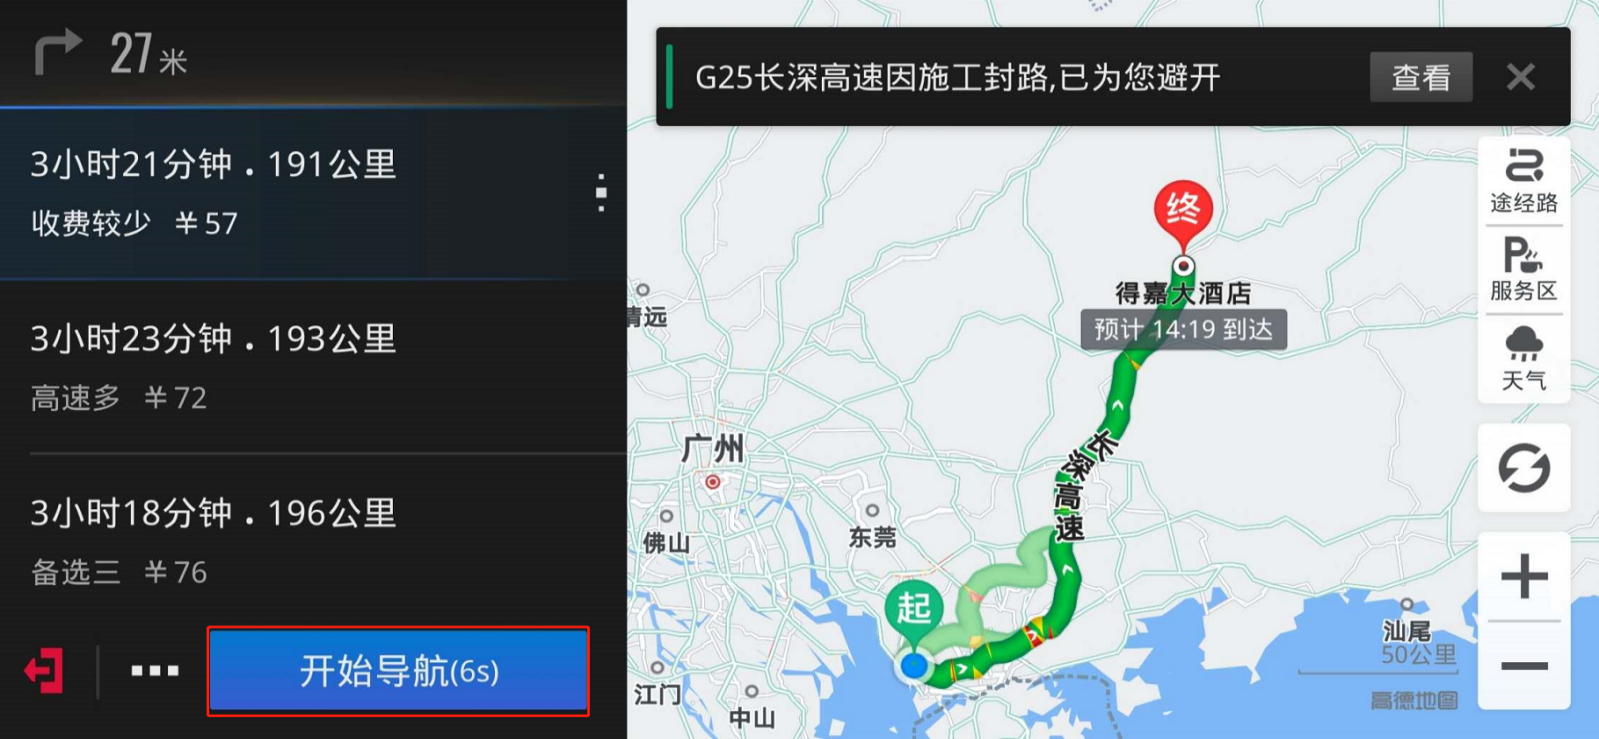 27米
3小时21分钟 . 191公里
收费较少 ￥57
3小时23分钟 . 193公里
高速多 ￥72
3小时18分钟 . 196公里
备选三 ￥76
开始导航(6s)
G25长深高速因施工封路,已为您避开
查看
途经路
服务区
天气
终
得嘉大酒店
预计 14:19 到达
清远
广州
长深高速
佛山
东莞
起
汕尾
50公里
江门
中山
高德地图